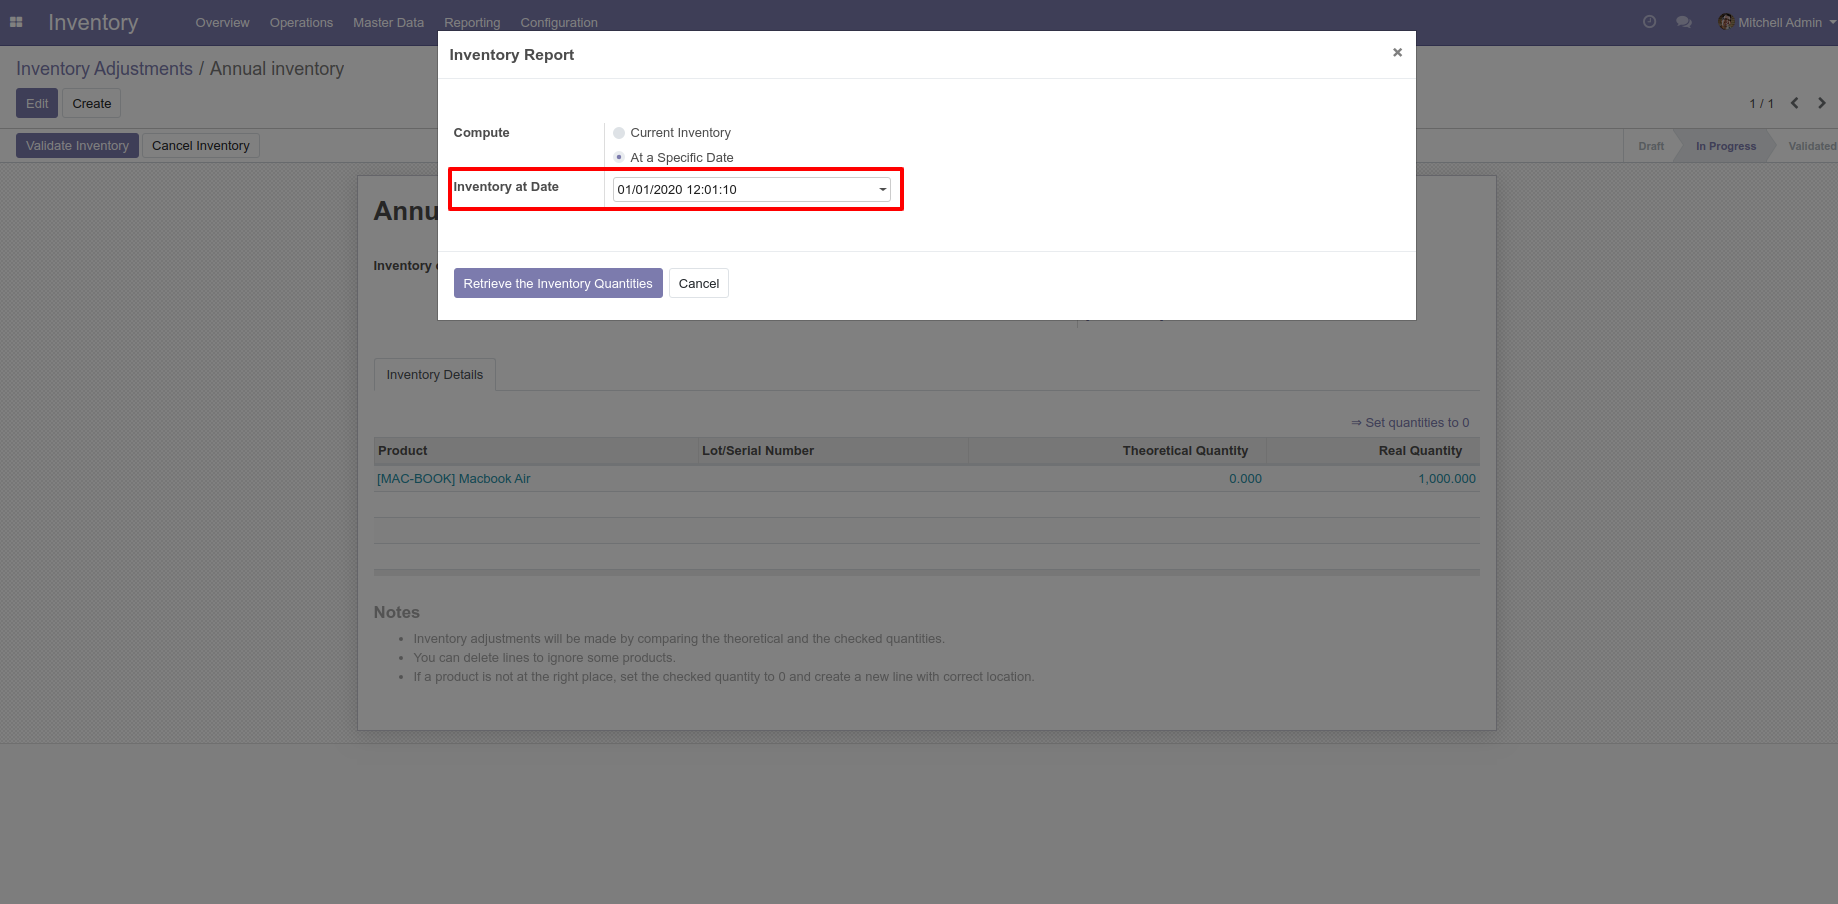 Inventory Overview Operations Master Data Reporting Configuration Mitchell Admin
Inventory Adjustments / Annual inventory
Edit Create
1 / 1
Validate Inventory Cancel Inventory
Draft In Progress Validated
Inventory Report ×
Compute Current Inventory
At a Specific Date
Inventory at Date 01/01/2020 12:01:10
Retrieve the Inventory Quantities Cancel
Annu
Inventory
Inventory Details
⇒ Set quantities to 0
Product Lot/Serial Number Theoretical Quantity Real Quantity
[MAC-BOOK] Macbook Air 0.000 1,000.000
Notes
• Inventory adjustments will be made by comparing the theoretical and the checked quantities.
• You can delete lines to ignore some products.
• If a product is not at the right place, set the checked quantity to 0 and create a new line with correct location.